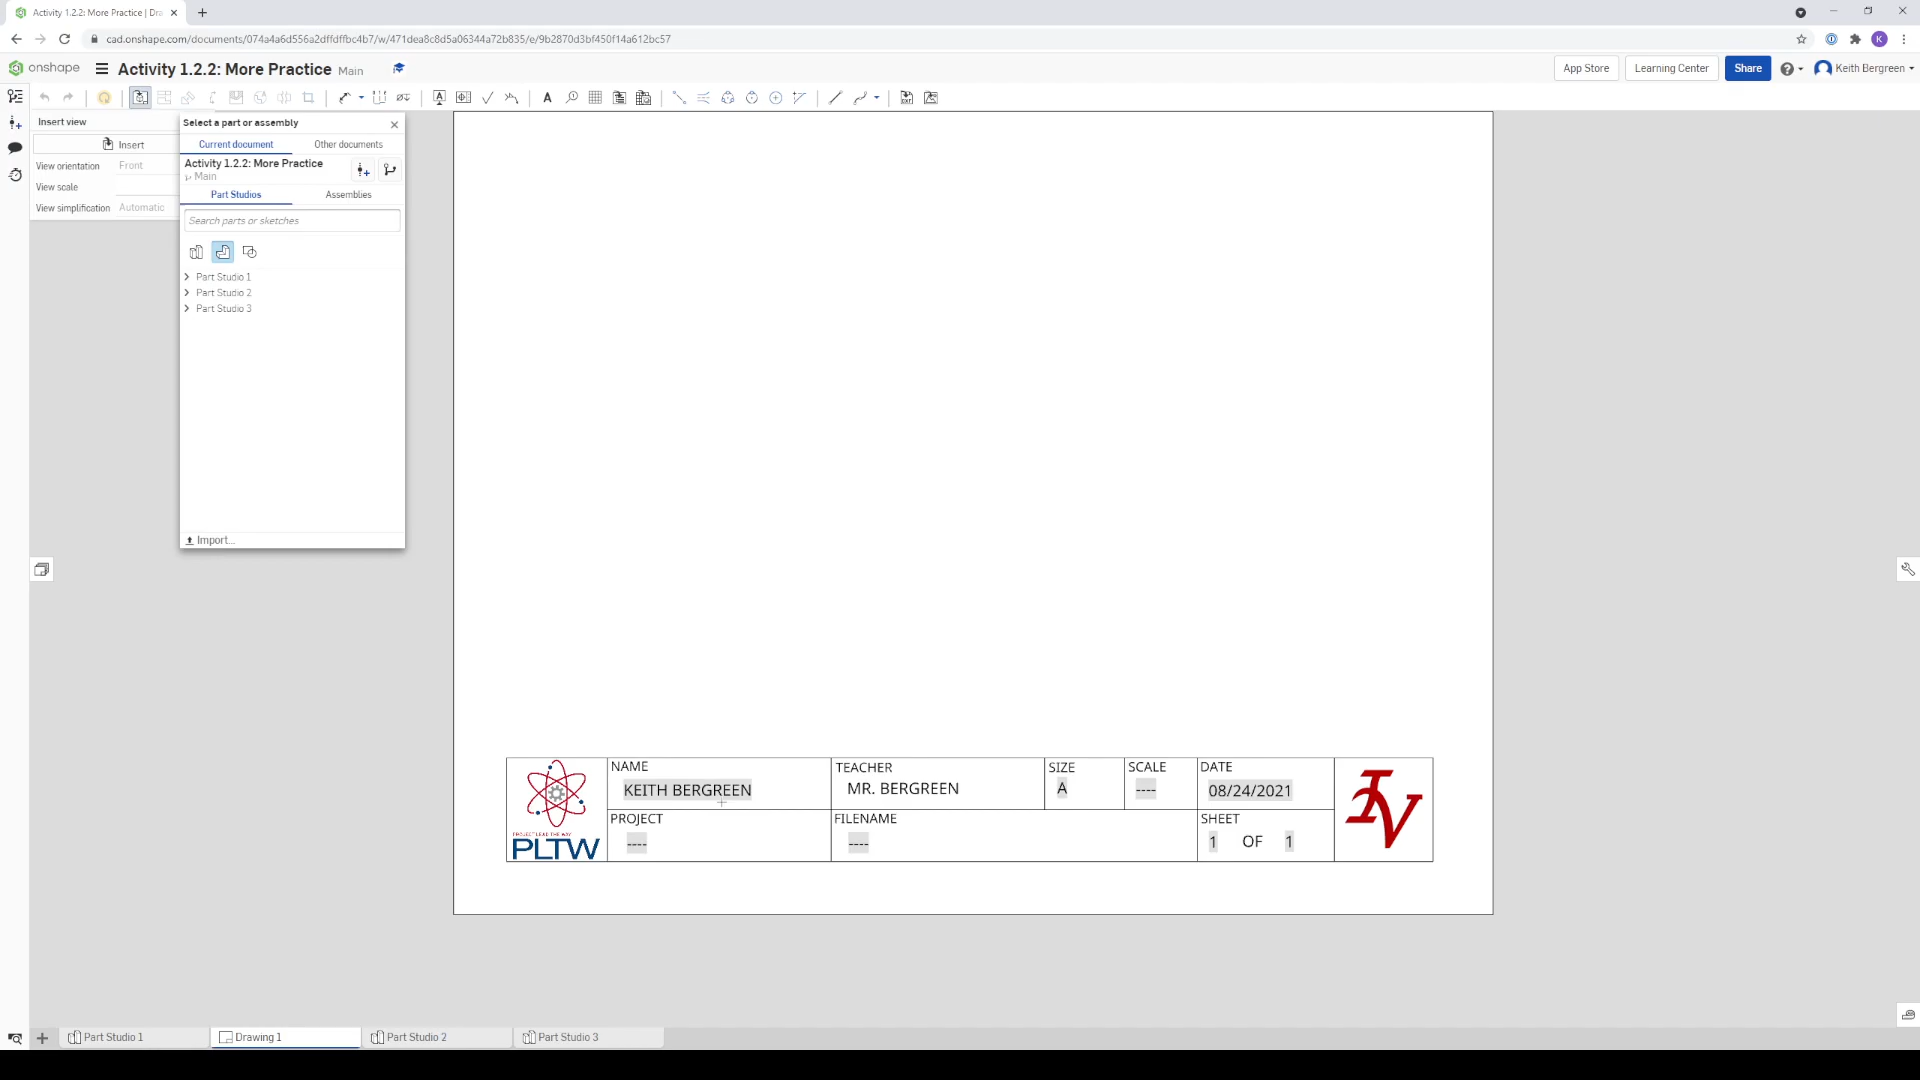 Activity 1.2.2: More Practice | Dra
cad.onshape.com/documents/074a4a6d556a2dffdffbc4b7/w/471dea8c8d5a06344a72b835/e/9b2870d3bf450f14a612bc57
K
onshape
Activity 1.2.2: More Practice Main
App Store
Learning Center
Share
Keith Bergreen
Insert view
Insert
View orientation Front
View scale
View simplification Automatic
Select a part or assembly
Current document
Other documents
Activity 1.2.2: More Practice
Main
Part Studios
Assemblies
Search parts or sketches
Part Studio 1
Part Studio 2
Part Studio 3
Import...
NAME
KEITH BERGREEN
TEACHER
MR. BERGREEN
SIZE
A
SCALE
----
DATE
08/24/2021
PROJECT
----
FILENAME
----
SHEET
1 OF 1
PROJECT LEAD THE WAY
PLTW
IV
Part Studio 1
Drawing 1
Part Studio 2
Part Studio 3